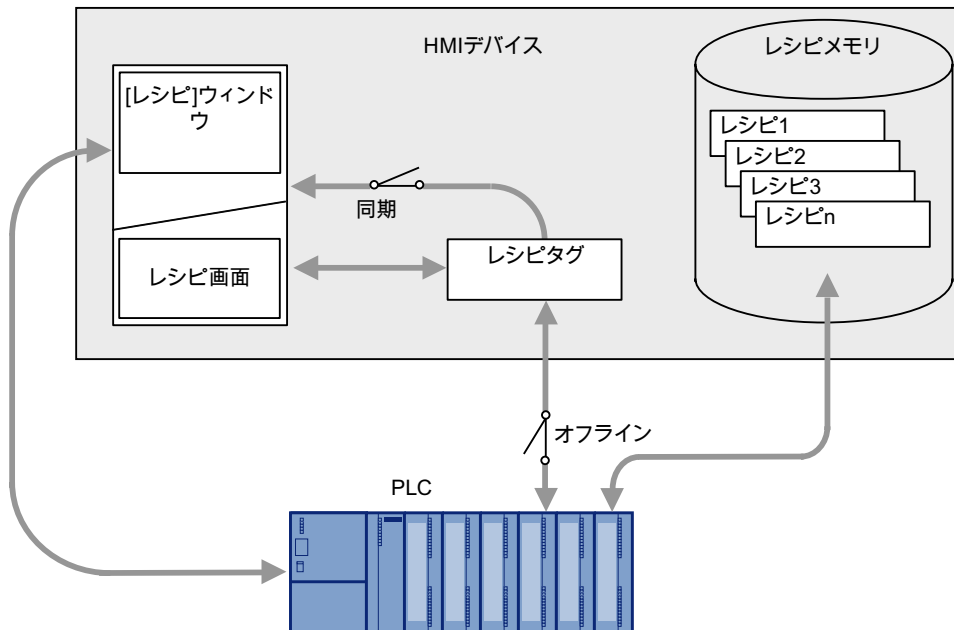 HMIデバイス
レシピメモリ
[レシピ]ウィンド
ウ
レシピ1
レシピ2
レシピ3
レシピn
同期
レシピタグ
レシピ画面
オフライン
PLC